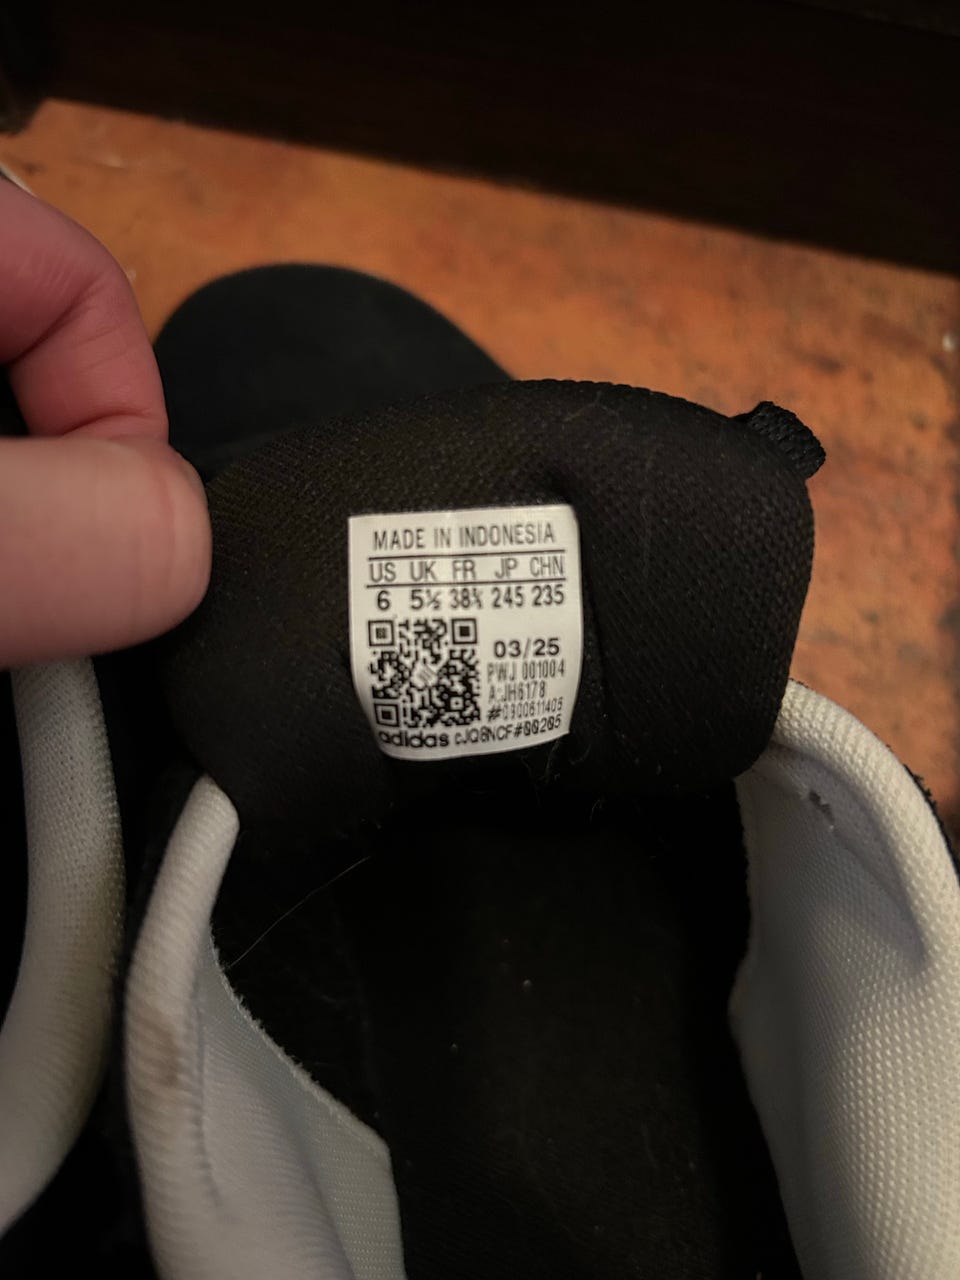 MADE IN INDONESIA
US UK FR JP CHN
6 5½ 38⅔ 245 235
03/25
PWJ 001004
A:JH6178
#0900611405
adidas cJQ8NCF#00205